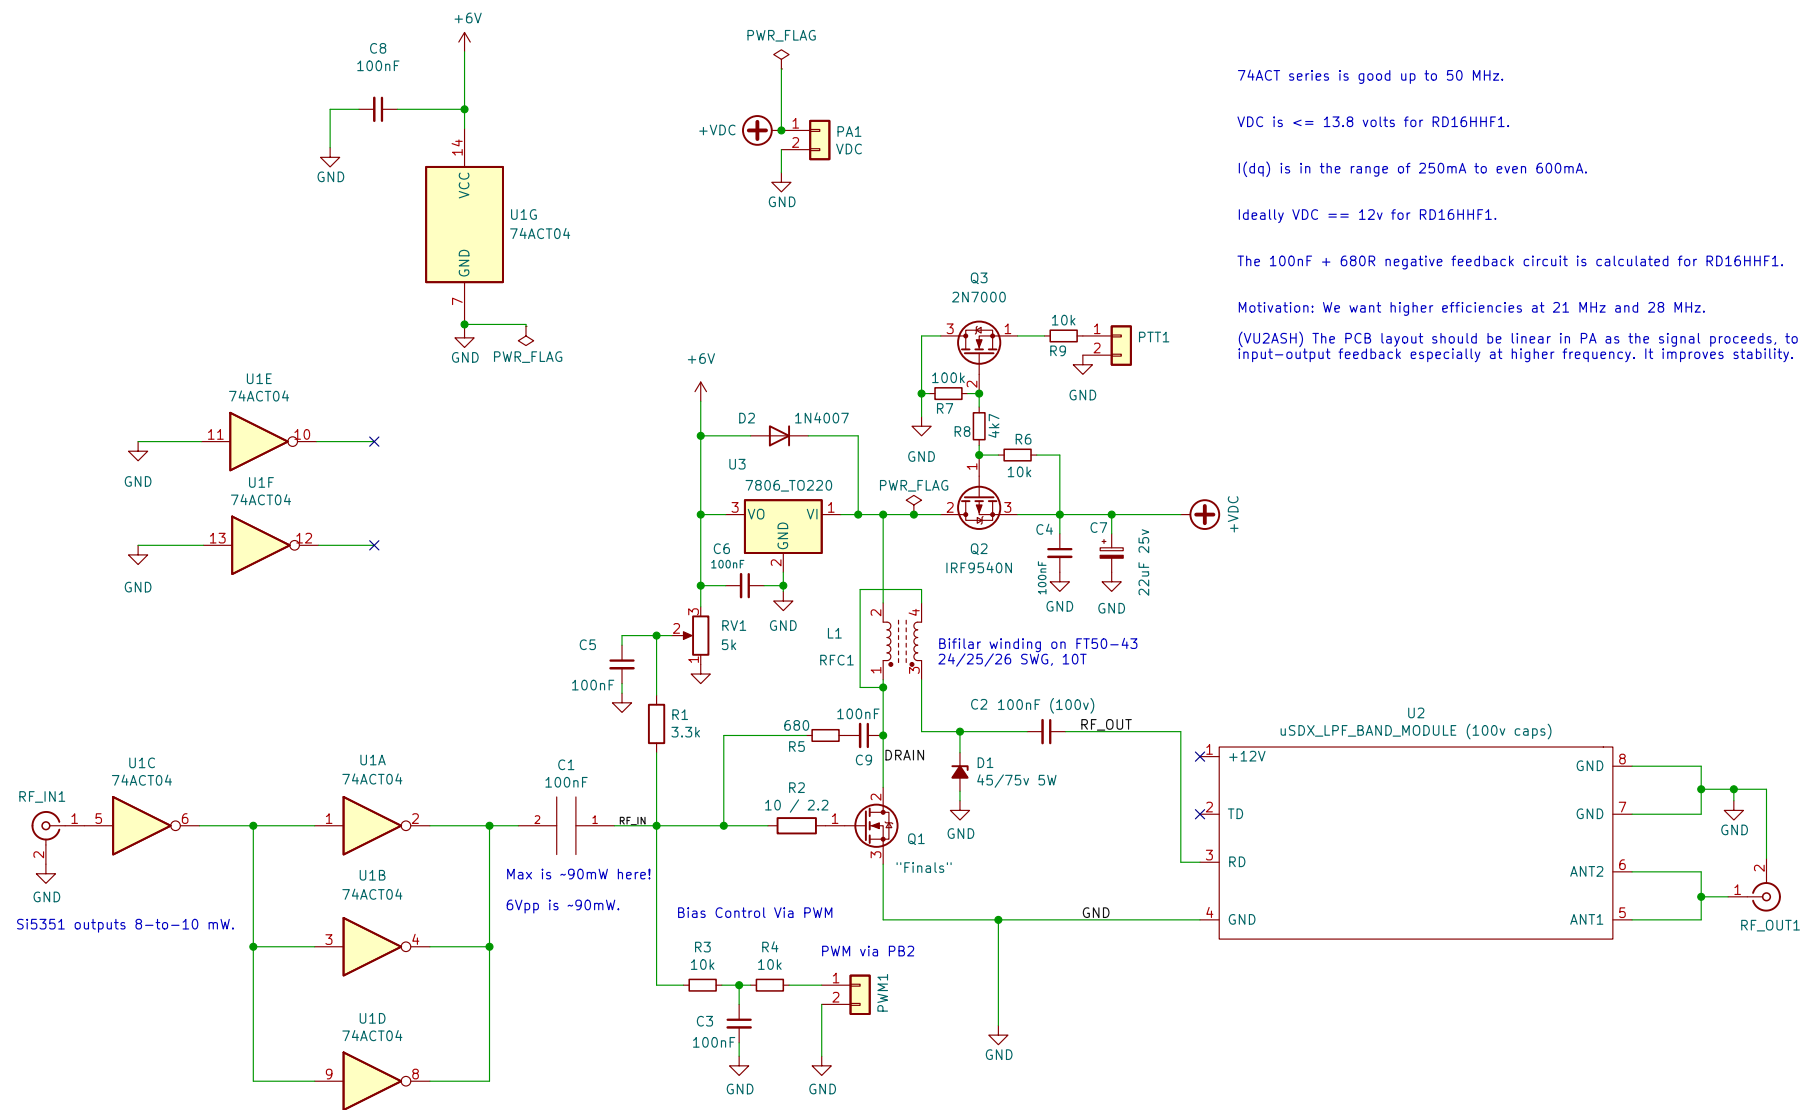 +6V
C8
100nF
14
VCC
GND
7
U1G
74ACT04
GND
GND
PWR_FLAG
PWR_FLAG
+VDC
1
2
PA1
VDC
GND
74ACT series is good up to 50 MHz.
VDC is <= 13.8 volts for RD16HHF1.
I(dq) is in the range of 250mA to even 600mA.
Ideally VDC == 12v for RD16HHF1.
The 100nF + 680R negative feedback circuit is calculated for RD16HHF1.
Motivation: We want higher efficiencies at 21 MHz and 28 MHz.
(VU2ASH) The PCB layout should be linear in PA as the signal proceeds, to
input-output feedback especially at higher frequency. It improves stability.
U1E
74ACT04
11
10
GND
U1F
74ACT04
13
12
GND
Q3
2N7000
3
1
2
10k
R9
1
2
PTT1
GND
100k
R7
GND
R8
4k7
R6
10k
+6V
D2
1N4007
U3
7806_TO220
3
VO
VI
1
GND
2
PWR_FLAG
1
2
3
Q2
IRF9540N
C4
100nF
GND
C7
+
22uF 25v
GND
+VDC
C6
100nF
GND
3
2
1
RV1
5k
C5
100nF
R1
3.3k
L1
RFC1
2
4
1
3
Bifilar winding on FT50-43
24/25/26 SWG, 10T
680
R5
100nF
C9
DRAIN
C2 100nF (100v)
RF_OUT
D1
45/75v 5W
GND
U2
uSDX_LPF_BAND_MODULE (100v caps)
1
+12V
2
TD
3
RD
4
GND
GND
8
GND
7
ANT2
6
ANT1
5
GND
2
1
RF_OUT1
RF_IN1
1
2
GND
Si5351 outputs 8-to-10 mW.
U1C
74ACT04
5
6
U1A
74ACT04
1
2
U1B
74ACT04
3
4
U1D
74ACT04
9
8
C1
100nF
2
1
RF_IN
Max is ~90mW here!
6Vpp is ~90mW.
R2
10 / 2.2
1
2
3
Q1
"Finals"
GND
Bias Control Via PWM
PWM via PB2
R3
10k
R4
10k
1
2
PWM1
C3
100nF
GND
GND
GND